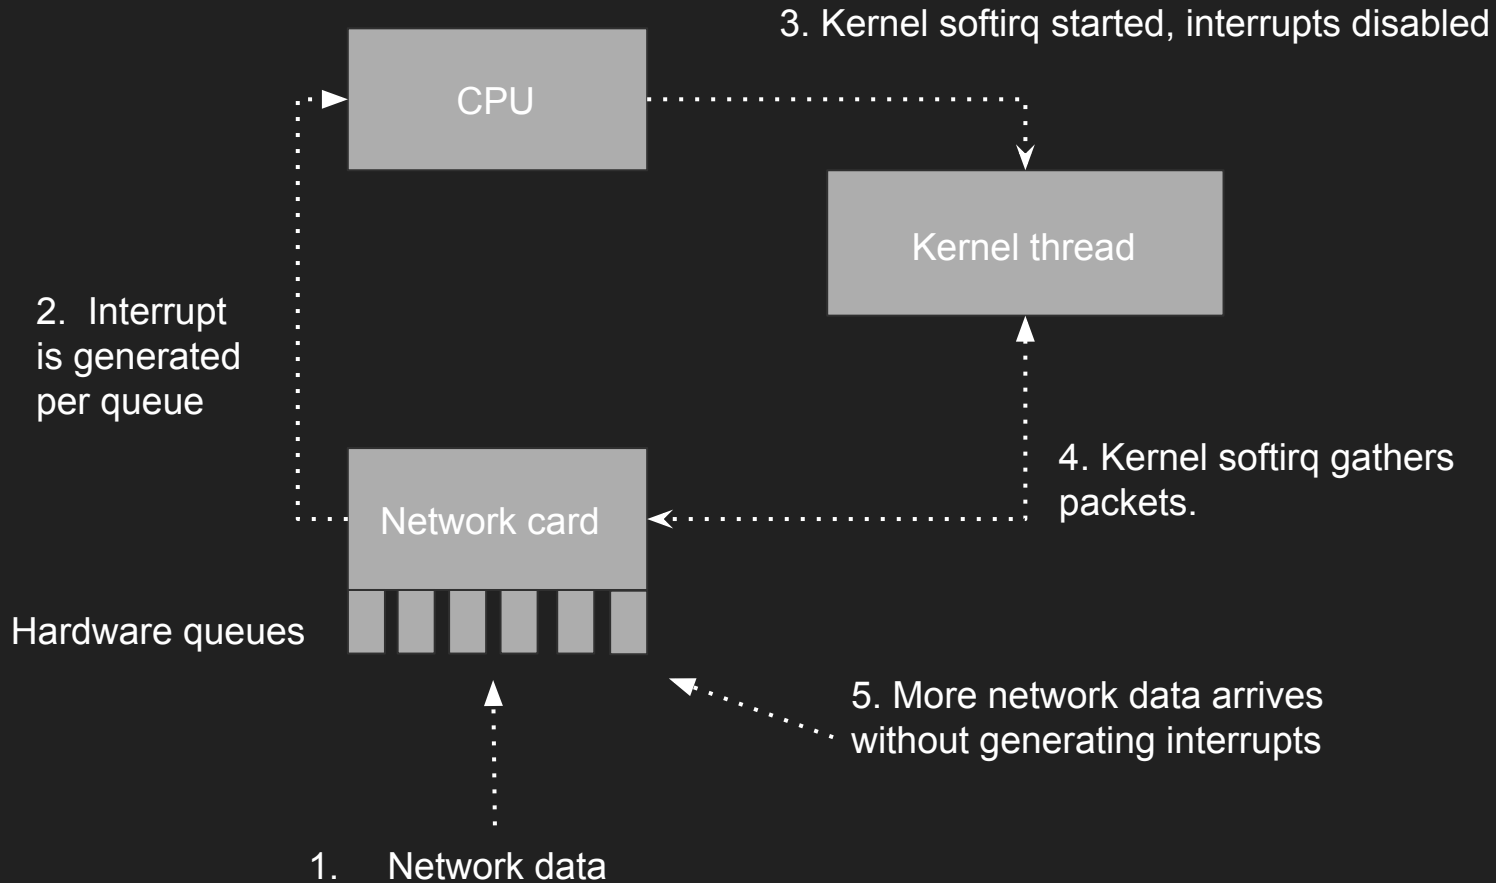 3. Kernel softirq started, interrupts disabled
CPU
Kernel thread
2. Interrupt
is generated
per queue
4. Kernel softirq gathers
packets.
Network card
Hardware queues
5. More network data arrives
without generating interrupts
1. Network data